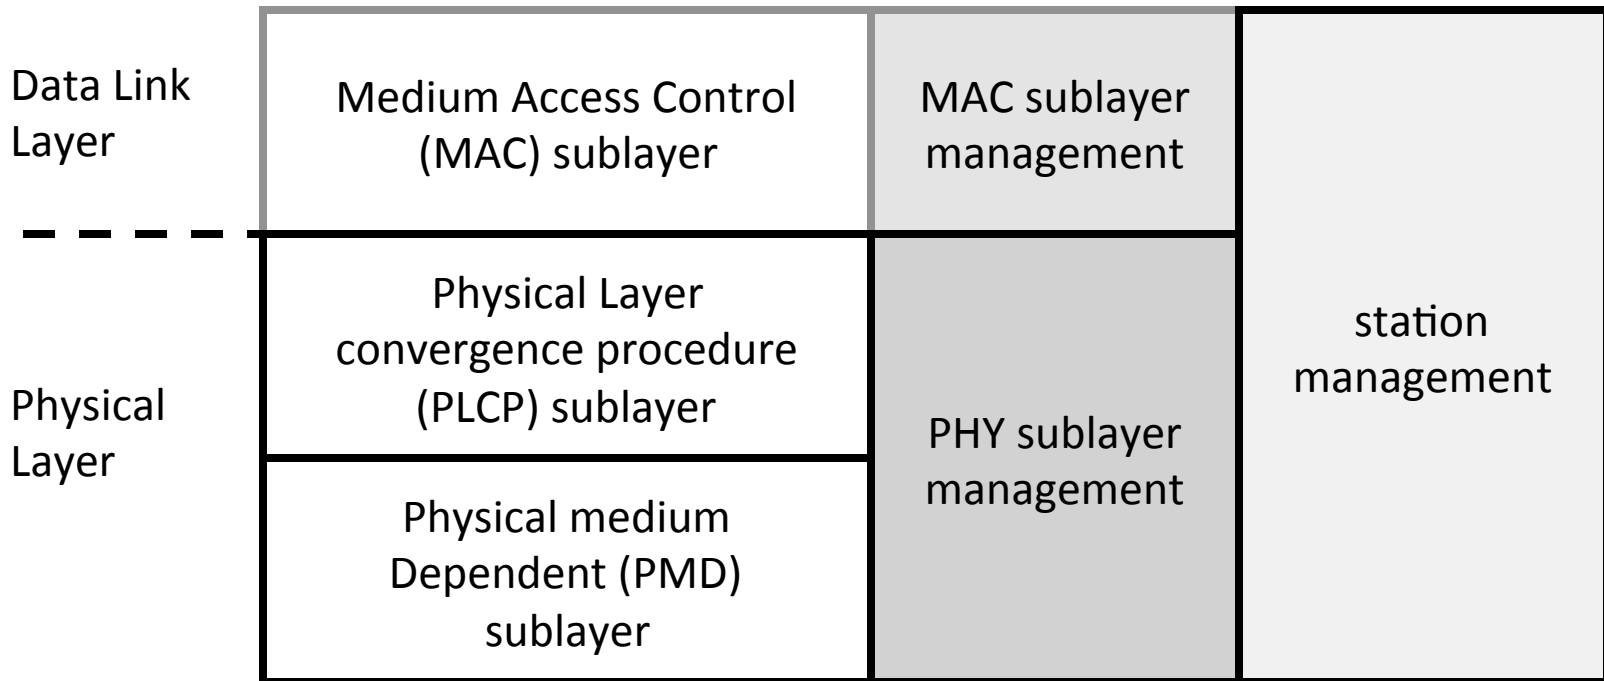 Data Link
Layer
Medium Access Control
(MAC) sublayer
MAC sublayer
management
Physical Layer
convergence procedure
(PLCP) sublayer
station
management
Physical
Layer
PHY sublayer
management
Physical medium
Dependent (PMD)
sublayer